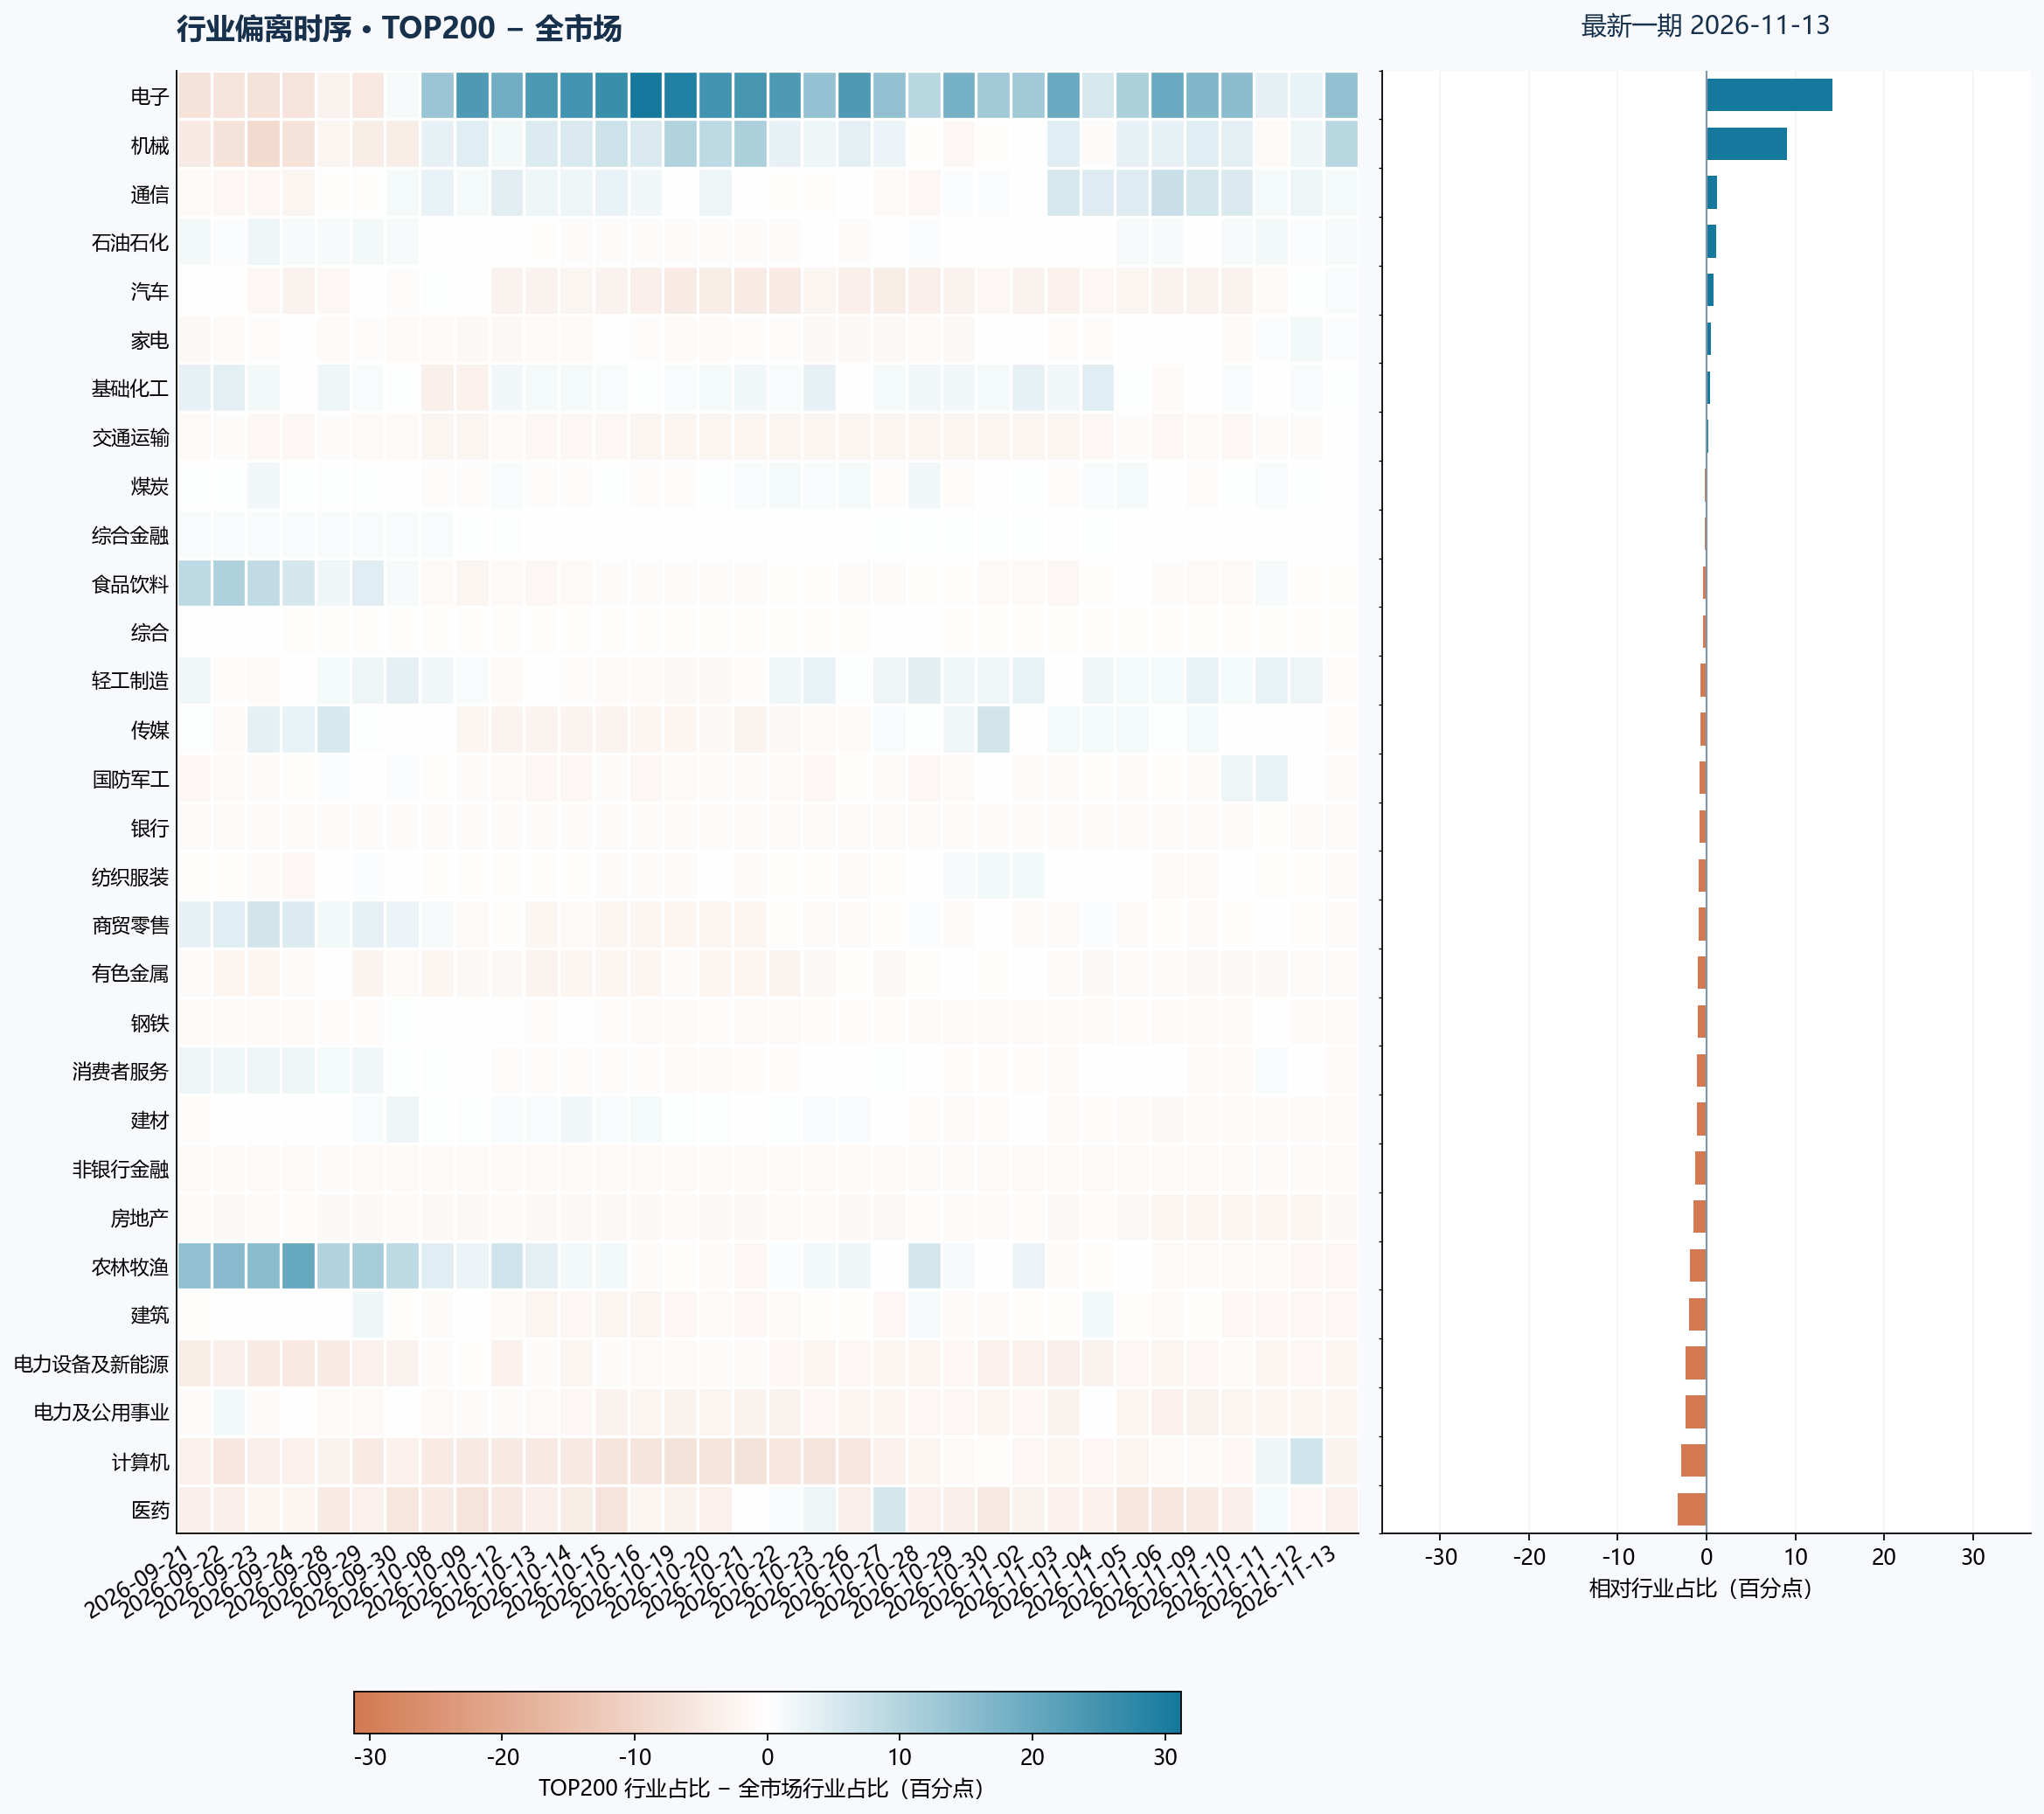 行业偏离时序 • TOP200 − 全市场
最新一期 2026-11-13
电子
机械
通信
石油石化
汽车
家电
基础化工
交通运输
煤炭
综合金融
食品饮料
综合
轻工制造
传媒
国防军工
银行
纺织服装
商贸零售
有色金属
钢铁
消费者服务
建材
非银行金融
房地产
农林牧渔
建筑
电力设备及新能源
电力及公用事业
计算机
医药
2026-09-21
2026-09-22
2026-09-23
2026-09-24
2026-09-28
2026-09-29
2026-09-30
2026-10-08
2026-10-09
2026-10-12
2026-10-13
2026-10-14
2026-10-15
2026-10-16
2026-10-19
2026-10-20
2026-10-21
2026-10-22
2026-10-23
2026-10-26
2026-10-27
2026-10-28
2026-10-29
2026-10-30
2026-11-02
2026-11-03
2026-11-04
2026-11-05
2026-11-06
2026-11-09
2026-11-10
2026-11-11
2026-11-12
2026-11-13
-30 -20 -10 0 10 20 30
相对行业占比（百分点）
-30 -20 -10 0 10 20 30
TOP200 行业占比 − 全市场行业占比（百分点）